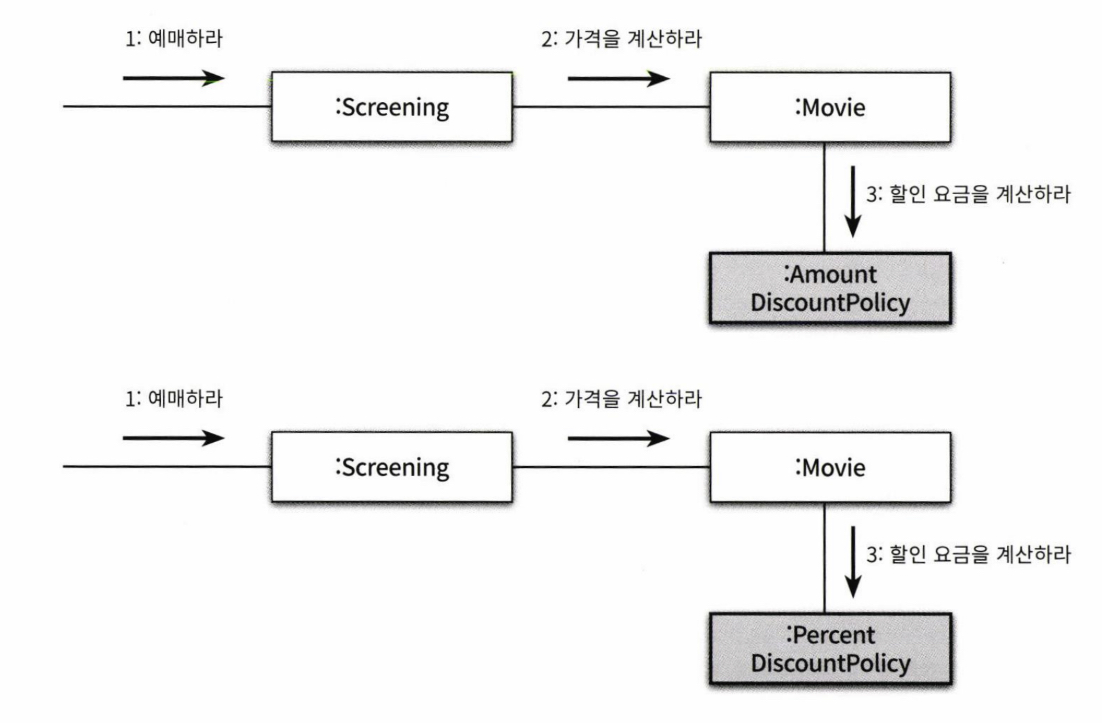 1: 예매하라
2: 가격을 계산하라
:Screening
:Movie
3: 할인 요금을 계산하라
:Amount
DiscountPolicy
1: 예매하라
2: 가격을 계산하라
:Screening
:Movie
3: 할인 요금을 계산하라
:Percent
DiscountPolicy